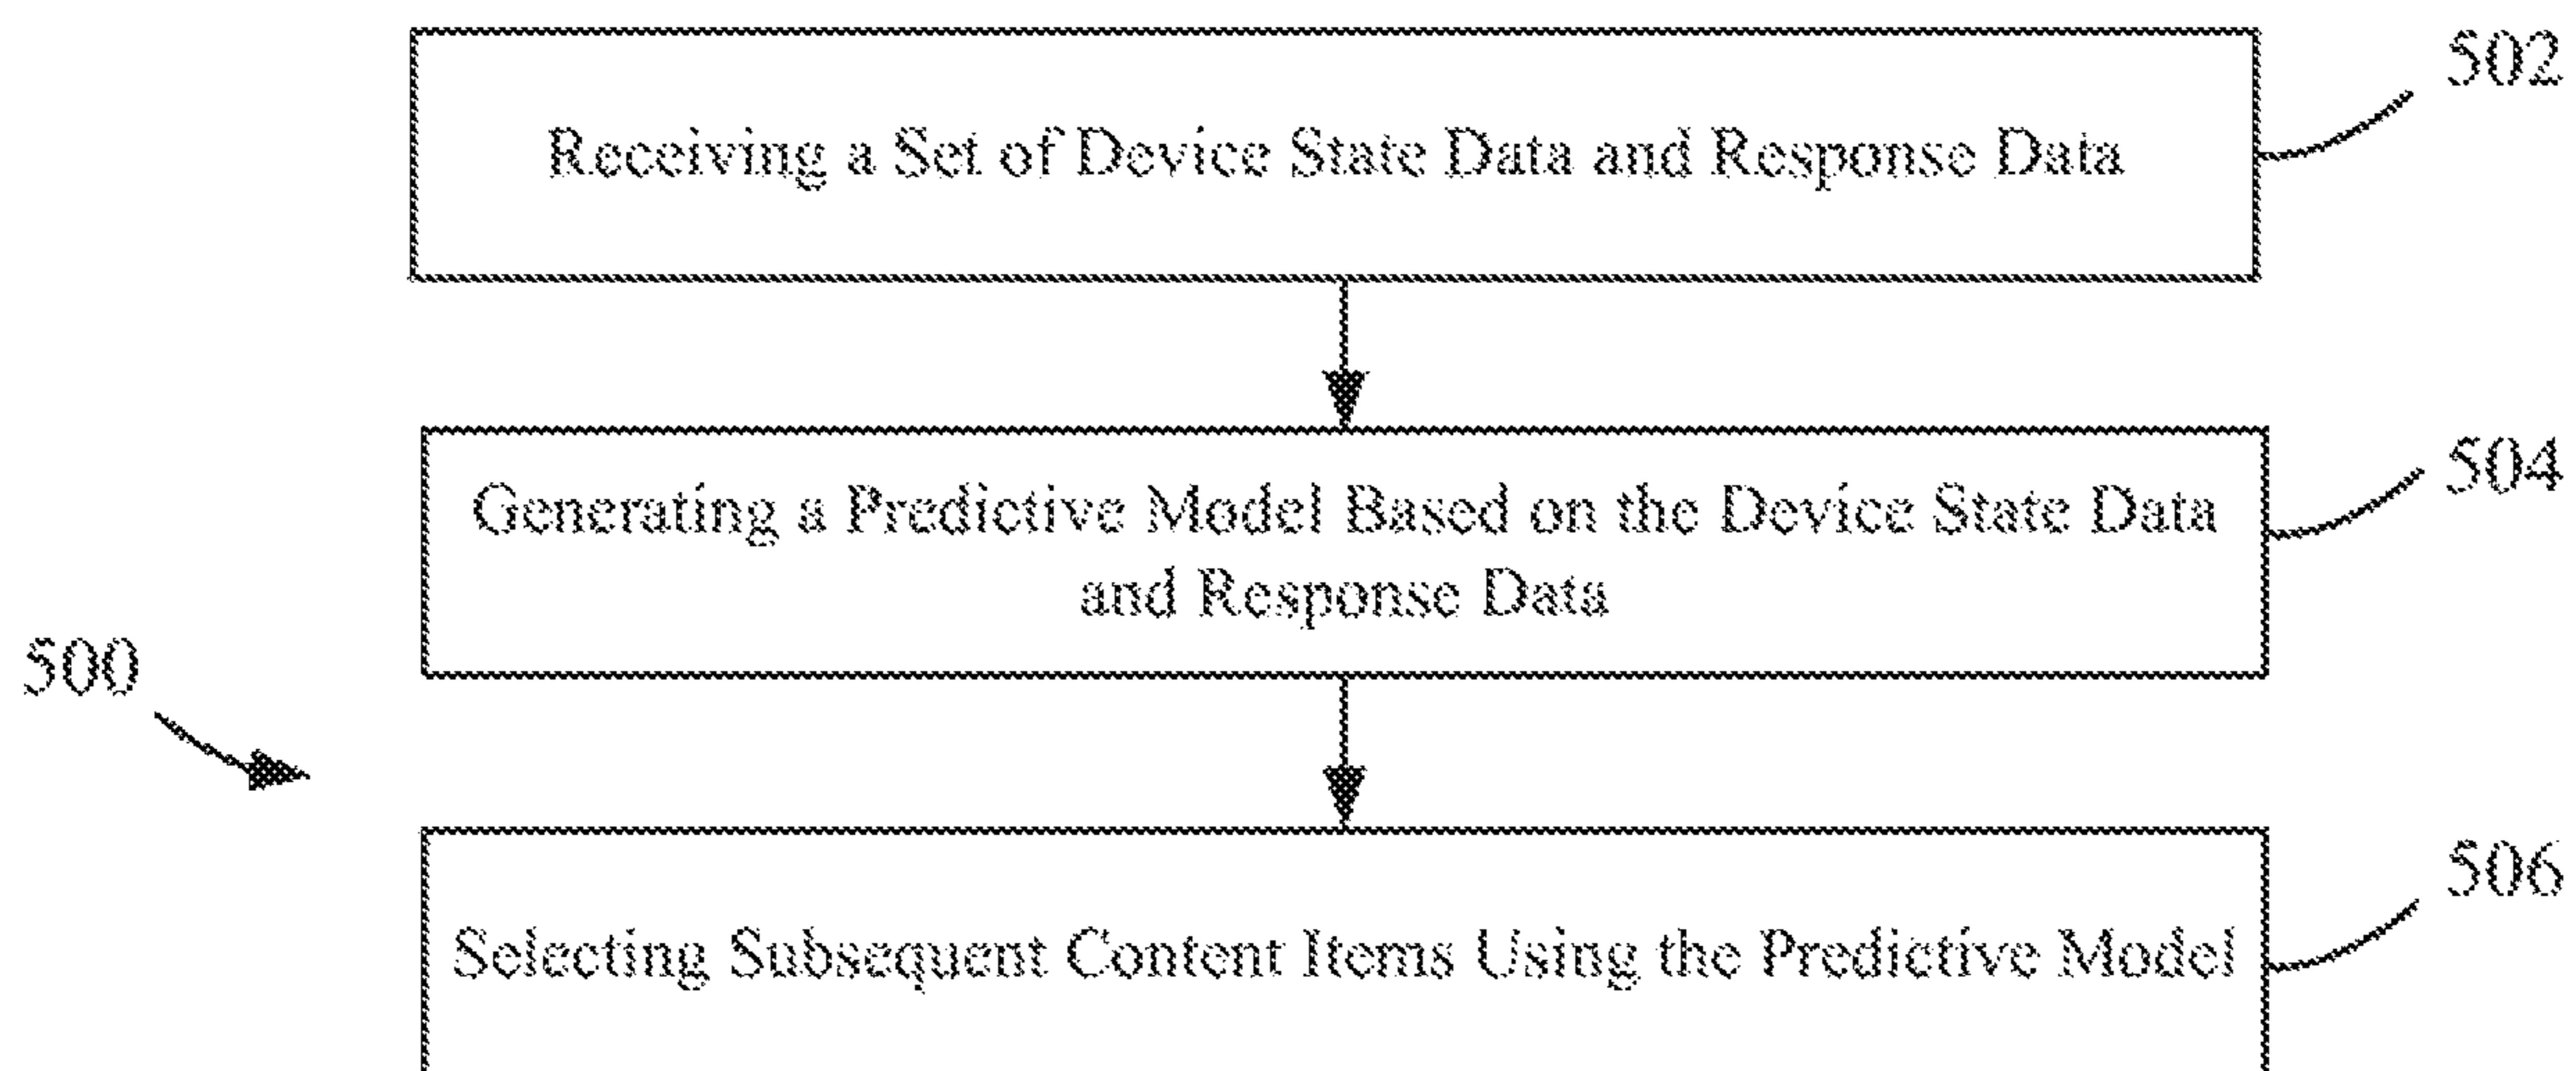 502
Receiving a Set of Device State Data and Response Data
504
Generating a Predictive Model Based on the Device State Data
and Response Data
500
506
Selecting Subsequent Content Items Using the Predictive Model